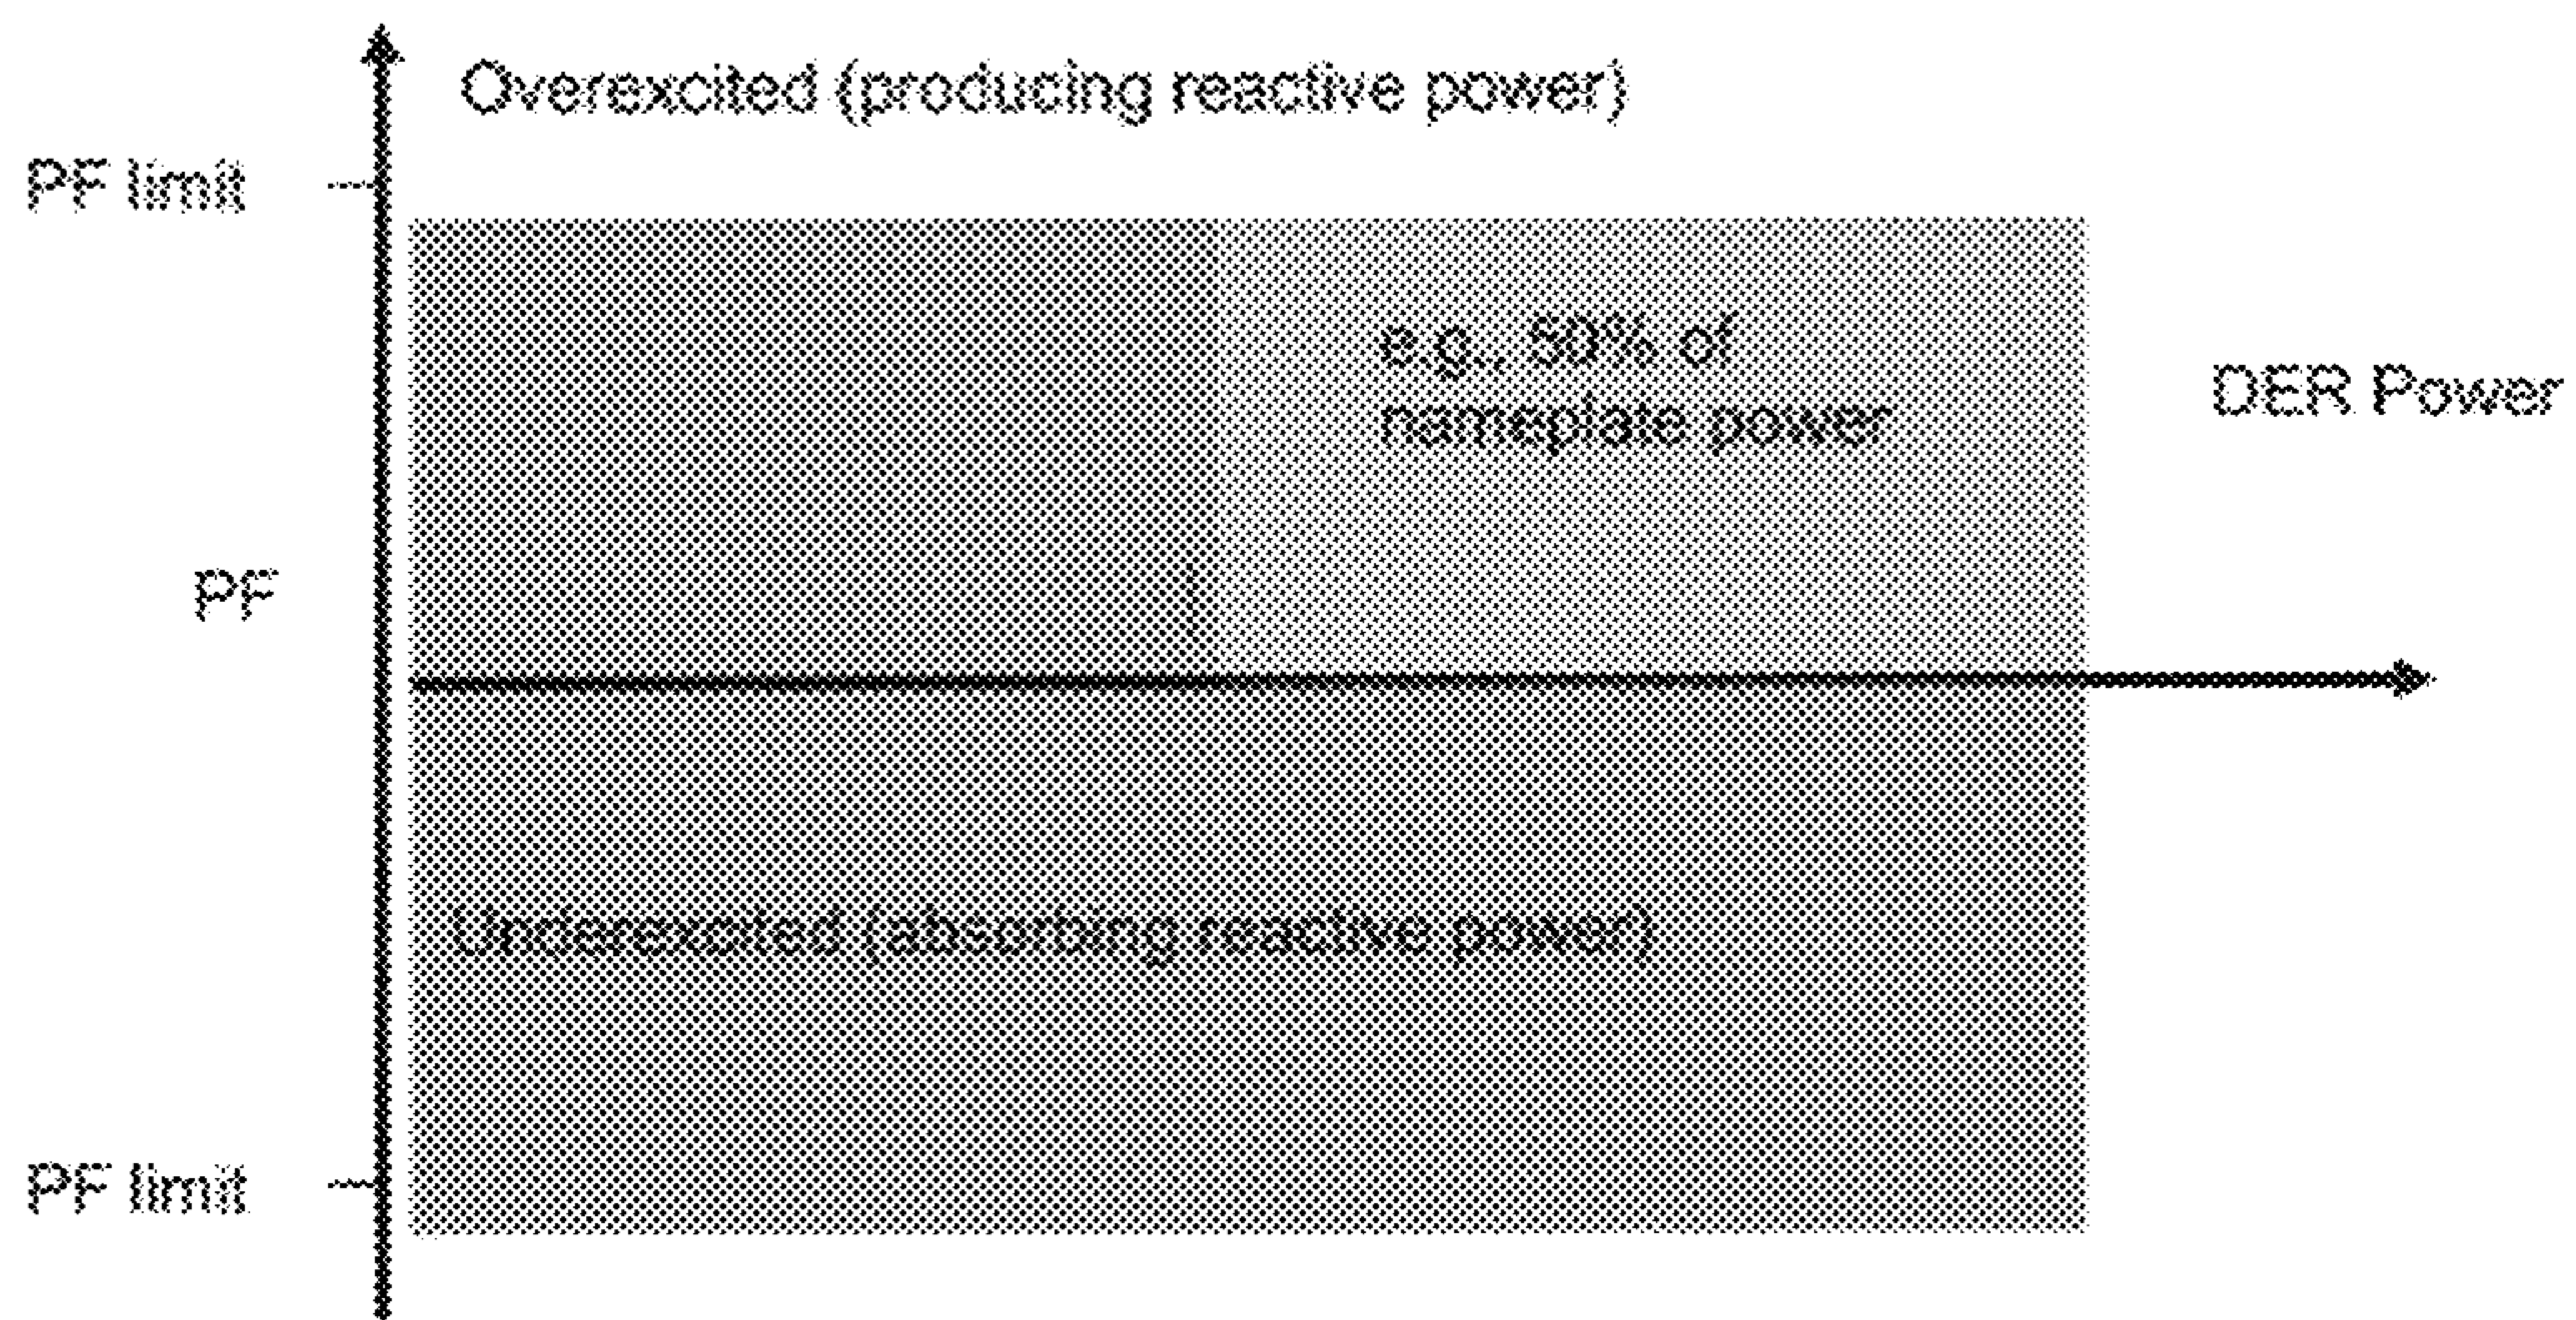 Overexcited (producing reactive power)
PF limit
e.g., 50% of
nameplate power
DER Power
PF
Underexcited (absorbing reactive power)
PF limit